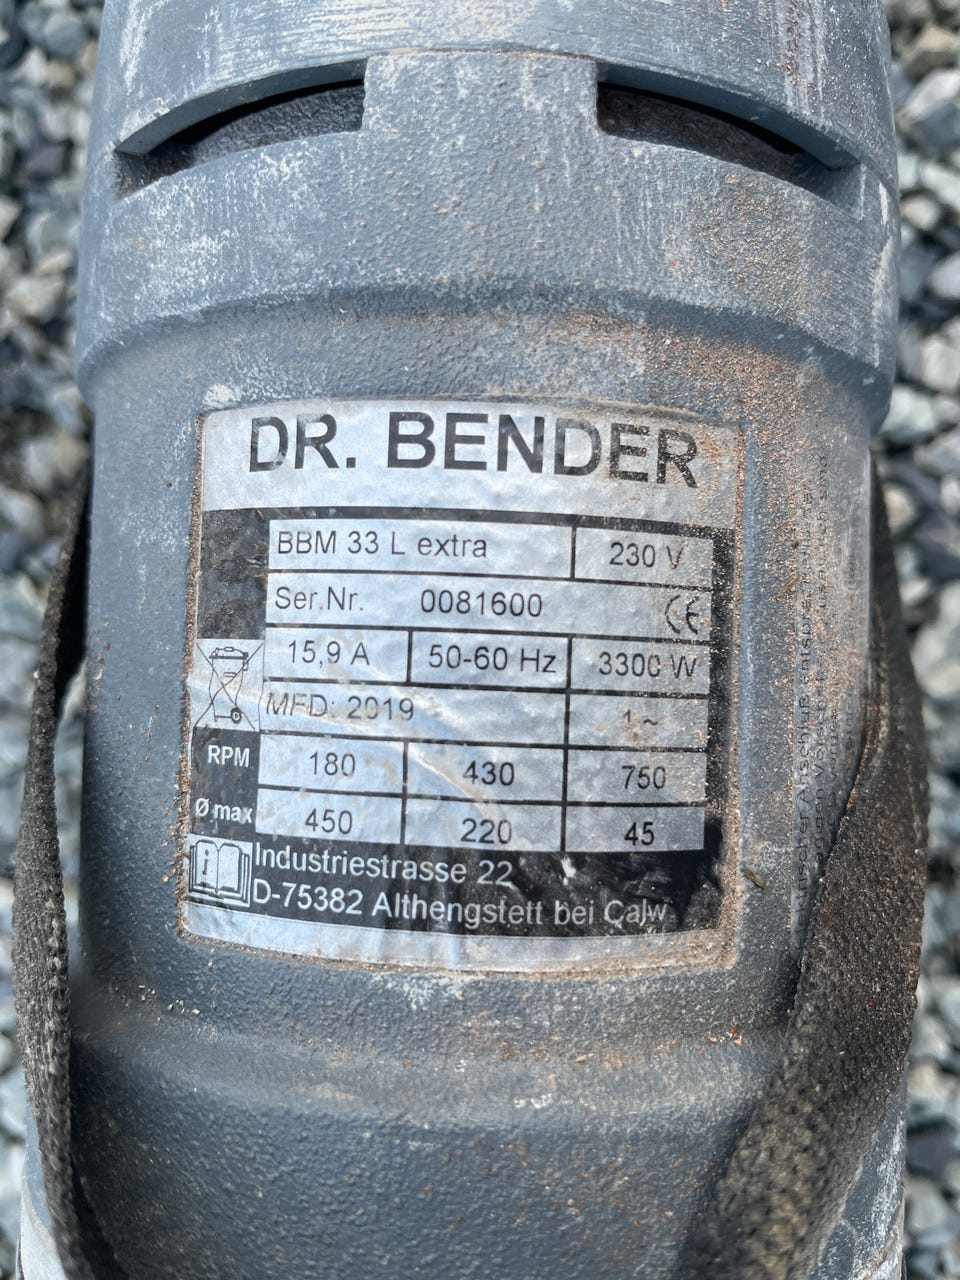 DR. BENDER
BBM 33 L extra 230 V
Ser.Nr. 0081600 CE
15,9 A 50-60 Hz 3300 W
MFD: 2019 1~
RPM 180 430 750
Ø max 450 220 45
i Industriestrasse 22
D-75382 Althengstett bei Calw